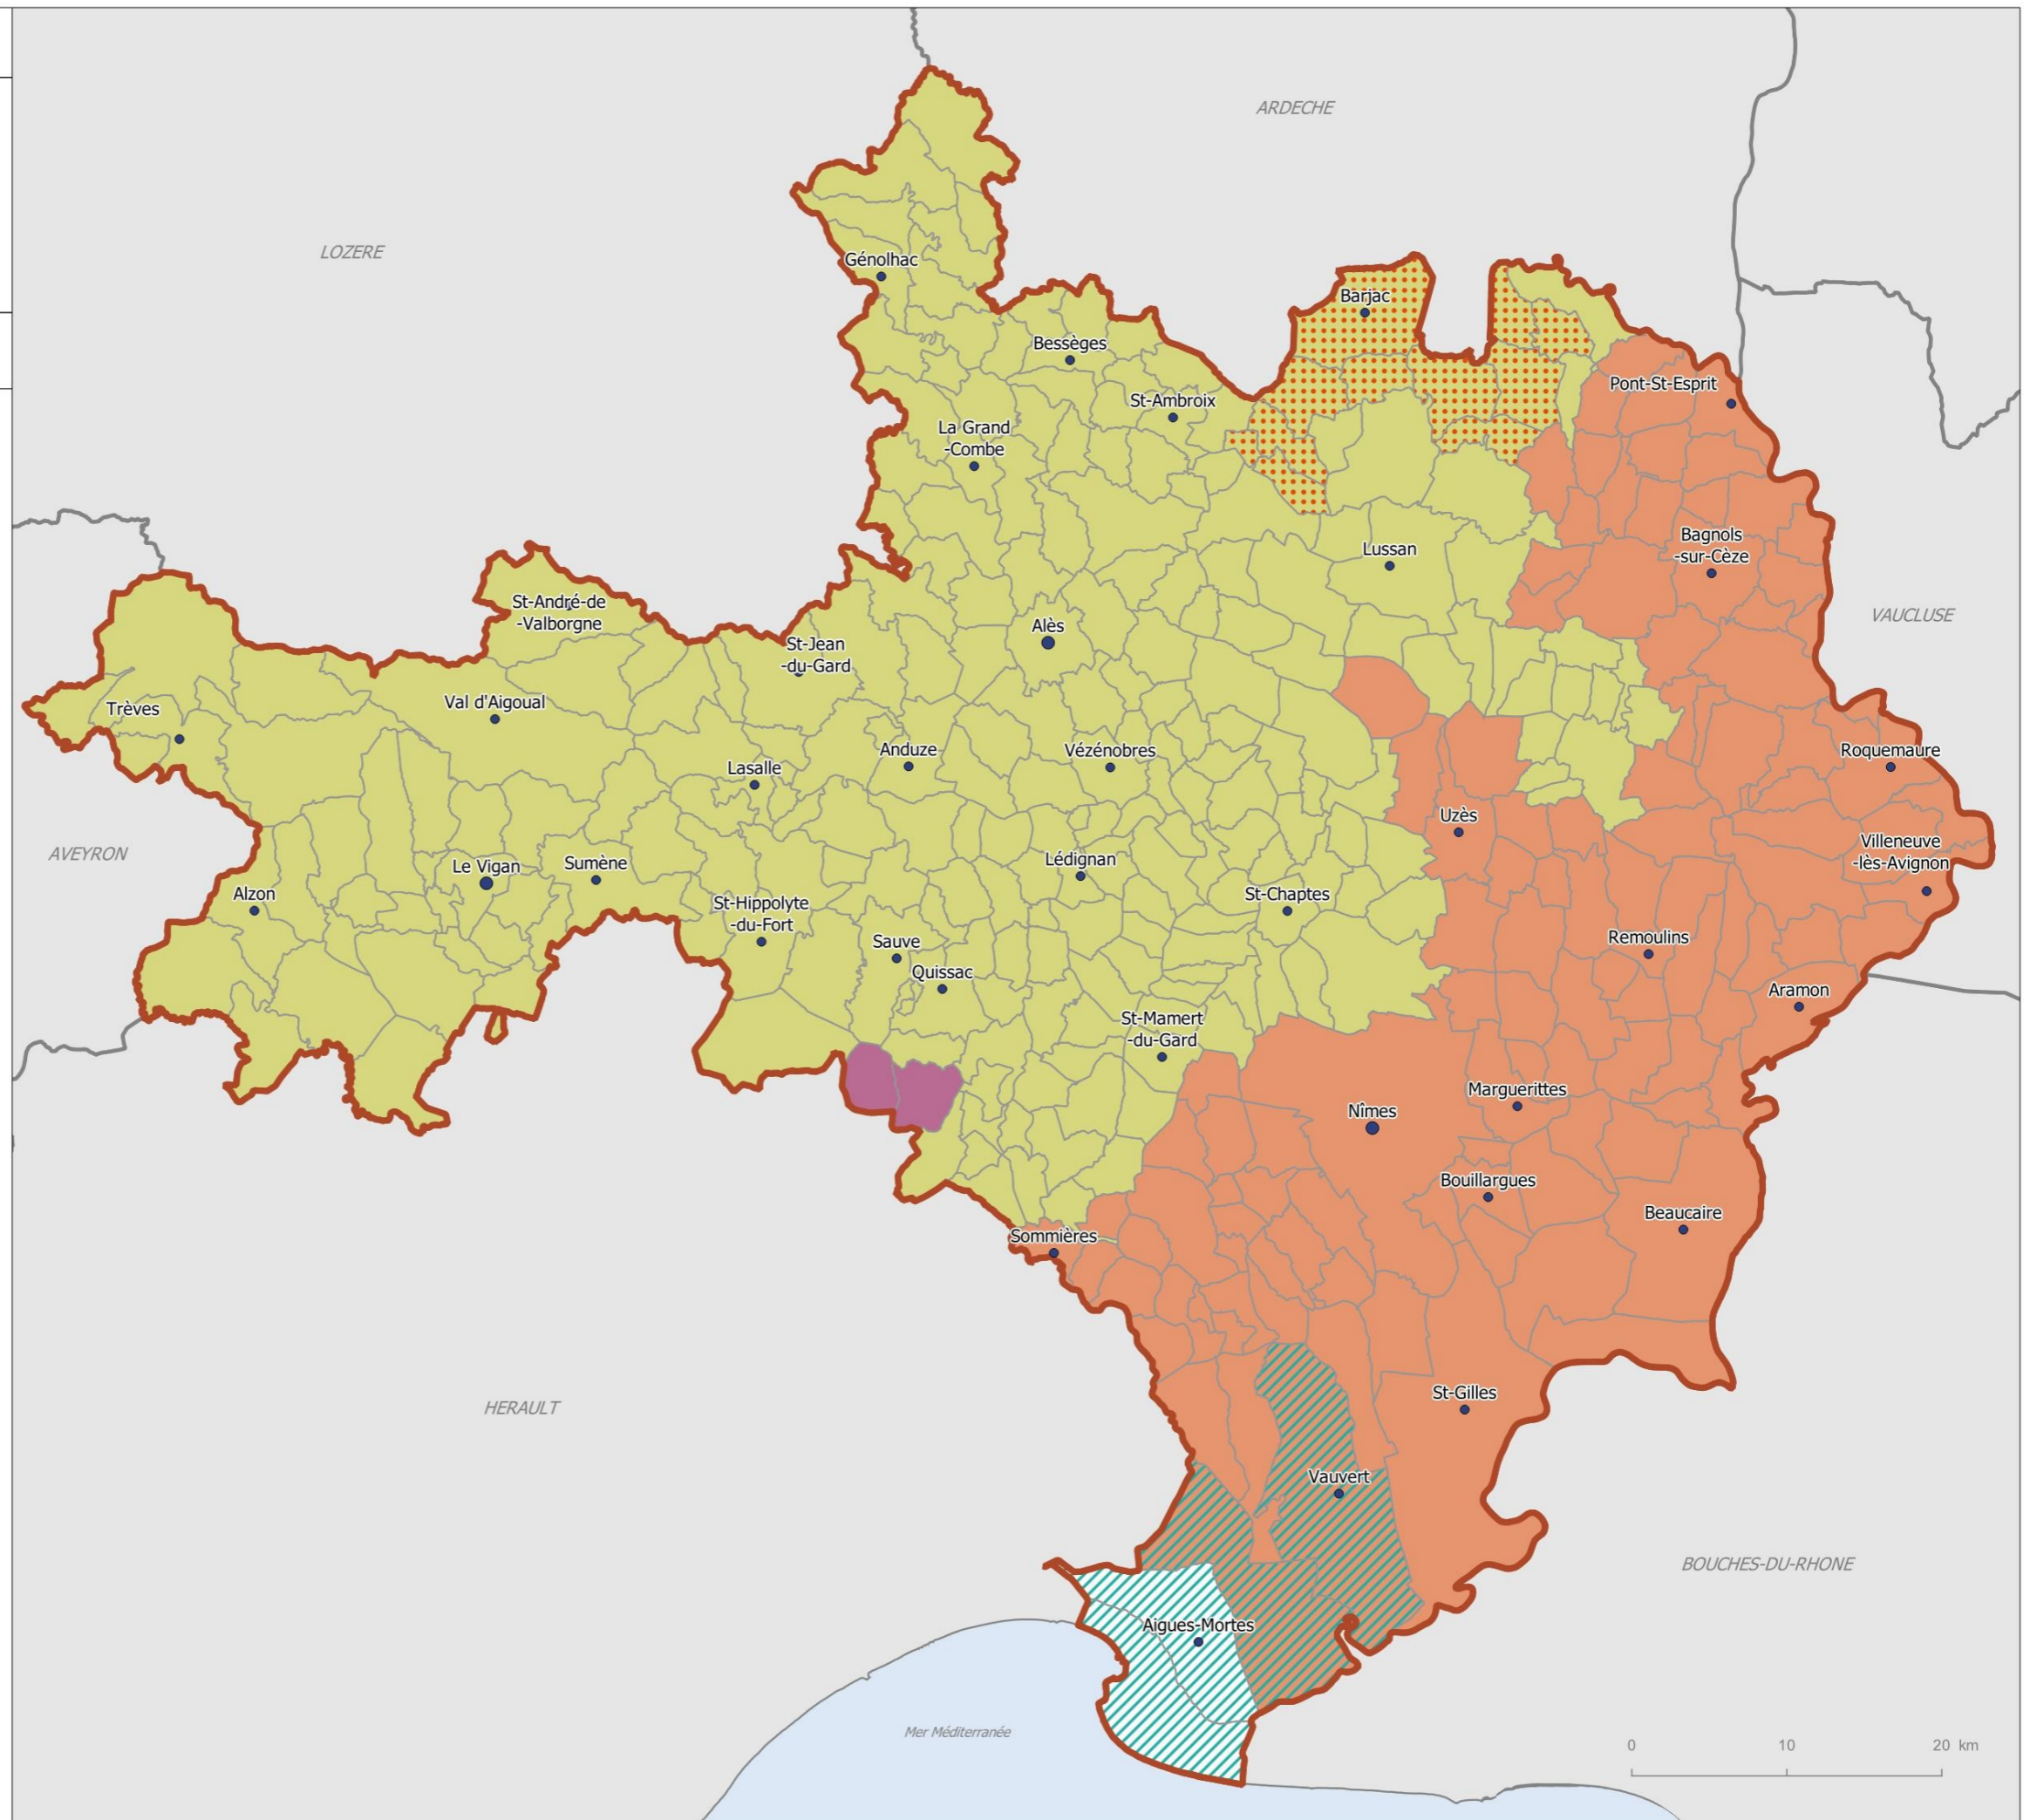 ARDECHE
LOZERE
Génolhac
Barjac
Bessèges
Pont-St-Esprit
St-Ambroix
La Grand
-Combe
Bagnols
-sur-Cèze
Lussan
St-André-de
-Valborgne
VAUCLUSE
Alès
St-Jean
-du-Gard
Val d'Aigoual
Trèves
Anduze
Vézénobres
Roquemaure
Lasalle
Uzès
Villeneuve
-lès-Avignon
AVEYRON
Le Vigan
Sumène
Lédignan
Alzon
St-Chaptes
St-Hippolyte
-du-Fort
Sauve
Remoulins
Quissac
Aramon
St-Mamert
-du-Gard
Marguerittes
Nîmes
Bouillargues
Beaucaire
Sommières
St-Gilles
HERAULT
Vauvert
BOUCHES-DU-RHONE
Aigues-Mortes
Mer Méditerranée
0 10 20 km